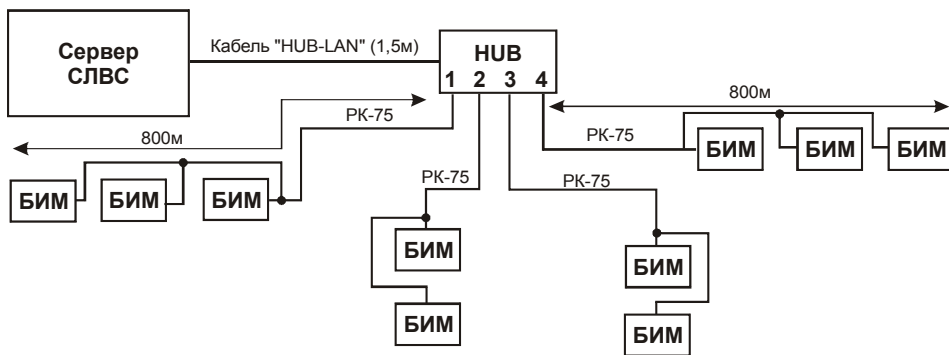 Сервер
СЛВС
Кабель "HUB-LAN" (1,5м)
HUB
1 2 3 4
800м
РК-75
800м
РК-75
БИМ
БИМ
БИМ
БИМ
БИМ
БИМ
РК-75
РК-75
БИМ
БИМ
БИМ
БИМ